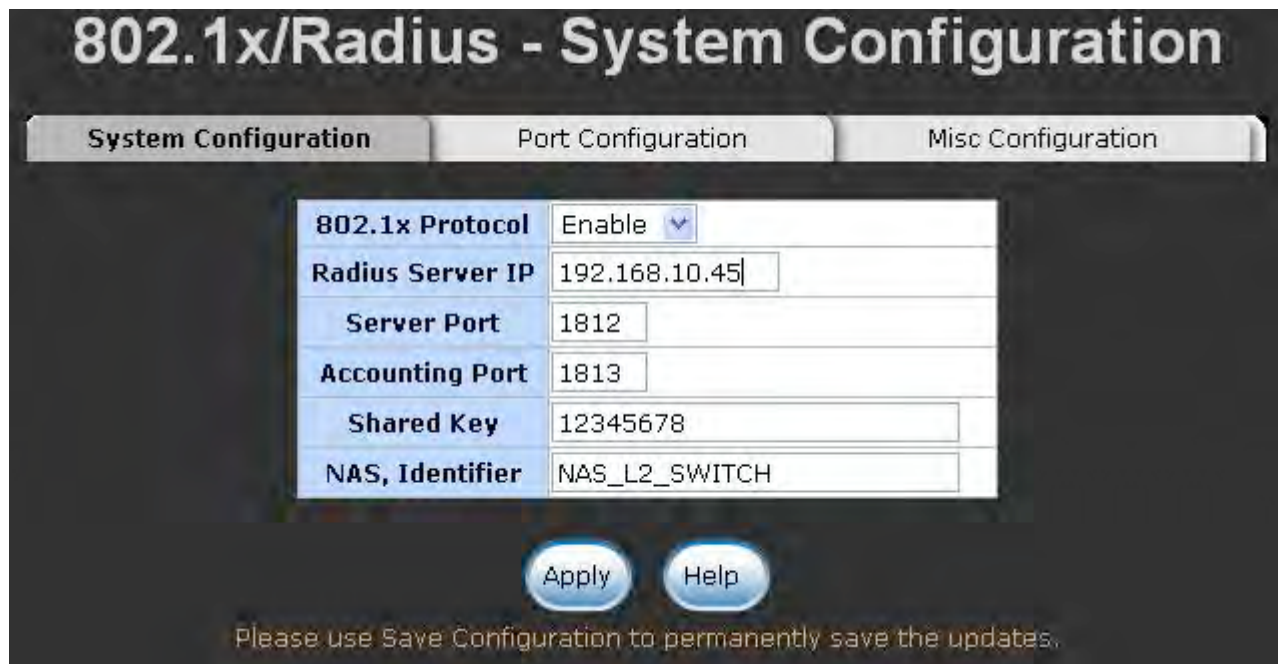 802.1x/Radius - System Configuration
System Configuration Port Configuration Misc Configuration
802.1x Protocol Enable
Radius Server IP 192.168.10.45
Server Port 1812
Accounting Port 1813
Shared Key 12345678
NAS, Identifier NAS_L2_SWITCH
Apply Help
Please use Save Configuration to permanently save the updates.